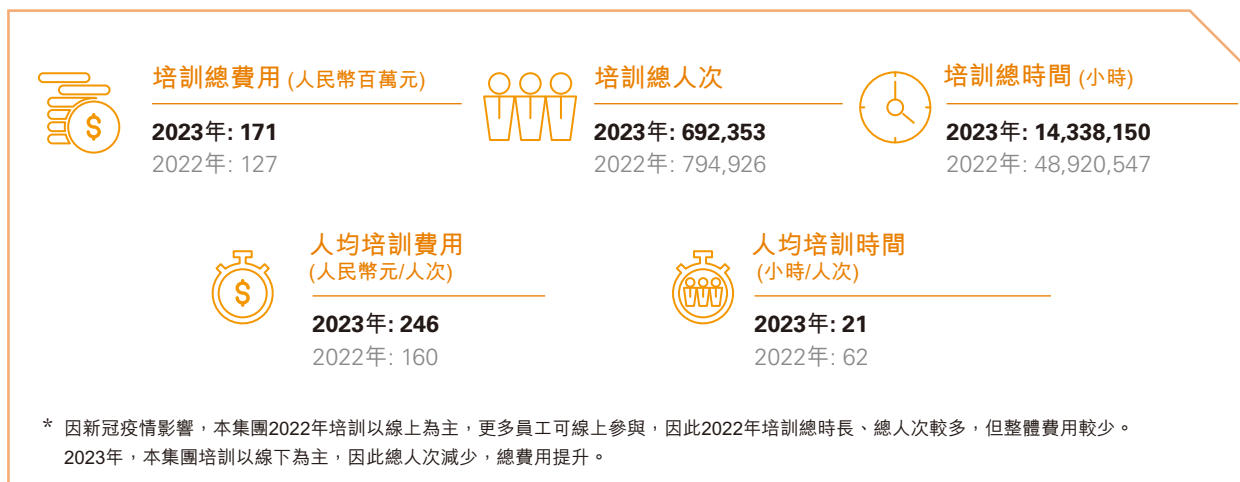 培訓總費用 (人民幣百萬元)
2023年: 171
2022年: 127
培訓總人次
2023年: 692,353
2022年: 794,926
培訓總時間 (小時)
2023年: 14,338,150
2022年: 48,920,547
人均培訓費用
(人民幣元/人次)
2023年: 246
2022年: 160
人均培訓時間
(小時/人次)
2023年: 21
2022年: 62
* 因新冠疫情影響，本集團2022年培訓以線上為主，更多員工可線上參與，因此2022年培訓總時長、總人次較多，但整體費用較少。
2023年，本集團培訓以線下為主，因此總人次減少，總費用提升。